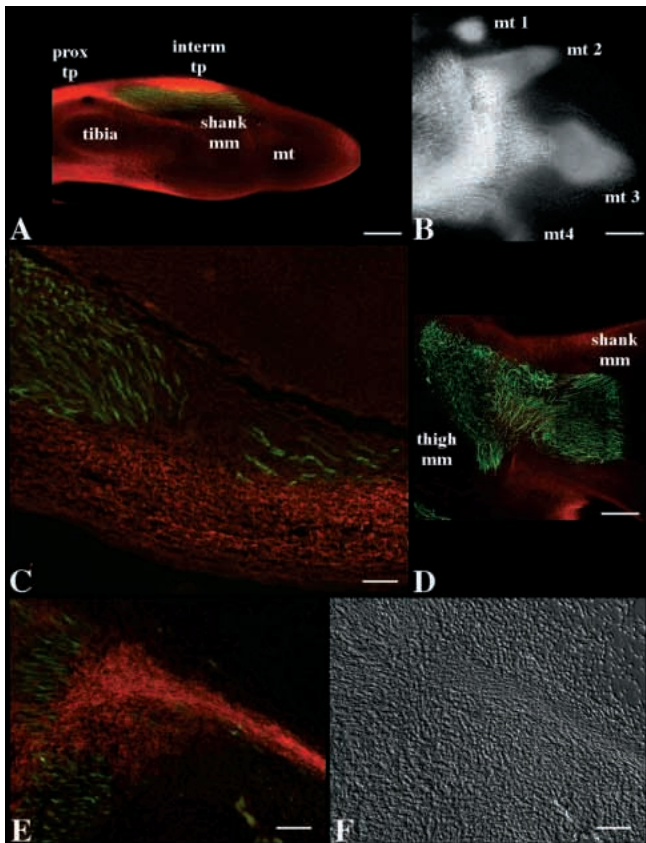 prox tp
interm tp
tibia
shank mm
mt
A
mt 1
mt 2
mt 3
mt4
B
C
shank mm
thigh mm
D
E
F